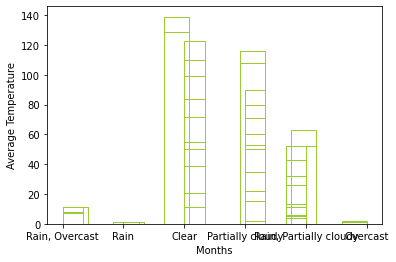 140
120
100
80
60
40
20
0
Average Temperature
Rain, Overcast
Rain
Clear
Partially cloudy
Rain, Partially cloudy
Overcast
Months